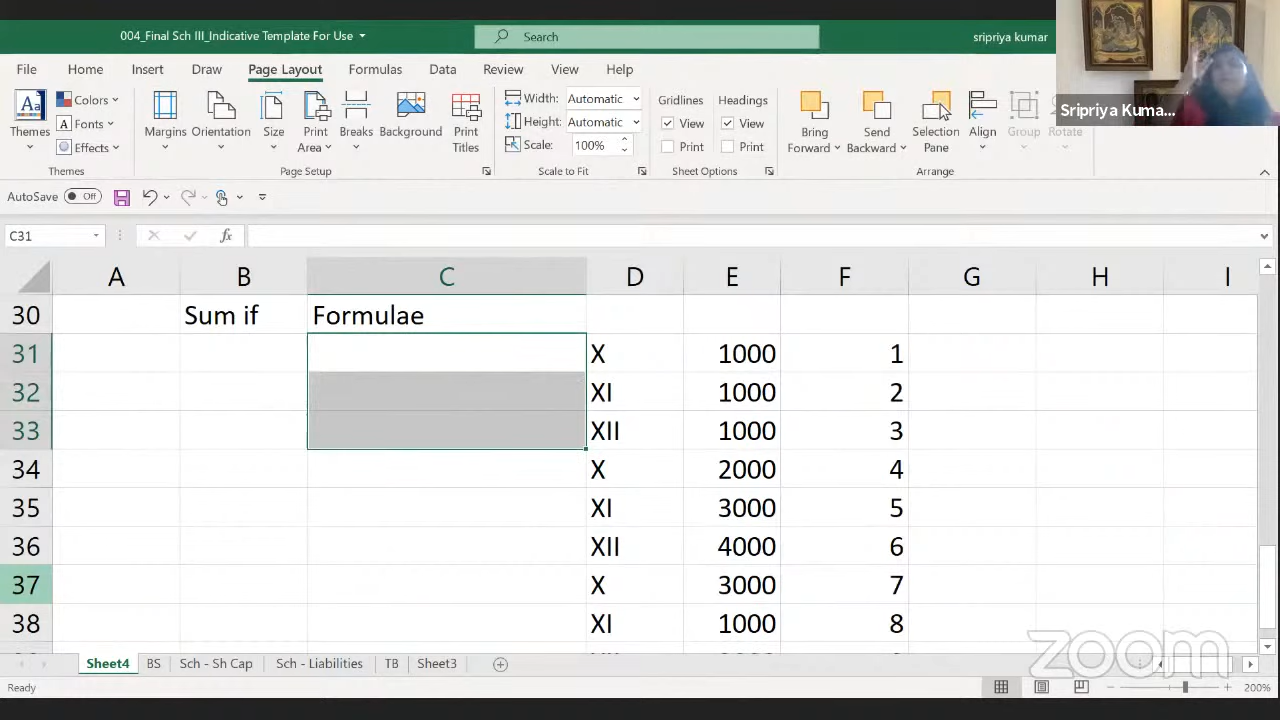 004_Final Sch III_Indicative Template For Use
Search
sripriya kumar
File Home Insert Draw Page Layout Formulas Data Review View Help
Sripriya Kuma...
Themes
Colors
Fonts
Effects
Margins Orientation Size Print Area Breaks Background Print Titles
Width: Automatic
Height: Automatic
Scale: 100%
Gridlines Headings
View View
Print Print
Bring Forward Send Backward Selection Pane Align Group Rotate
Themes Page Setup Scale to Fit Sheet Options Arrange
AutoSave Off
C31 fx
A B C D E F G H I
30 Sum if Formulae
31 X 1000 1
32 XI 1000 2
33 XII 1000 3
34 X 2000 4
35 XI 3000 5
36 XII 4000 6
37 X 3000 7
38 XI 1000 8
zoom
Sheet4 BS Sch - Sh Cap Sch - Liabilities TB Sheet3
Ready 200%